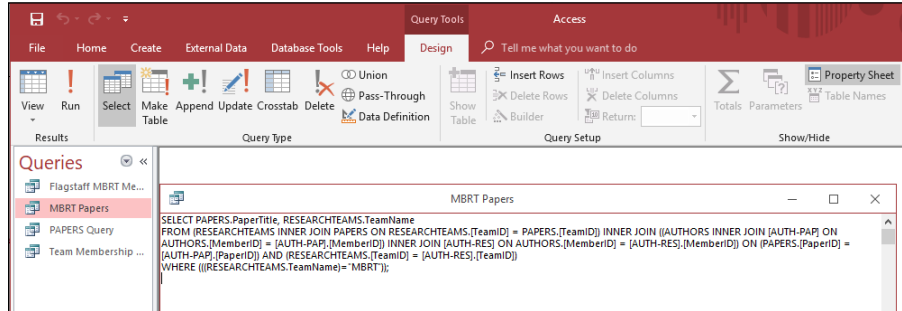 Query Tools
Access
File Home Create External Data Database Tools Help Design Tell me what you want to do
View
Run
Select
Make Table
Append
Update
Crosstab
Delete
Union
Pass-Through
Data Definition
Show Table
Insert Rows
Delete Rows
Builder
Insert Columns
Delete Columns
Return:
Totals
Parameters
Property Sheet
Table Names
Results
Query Type
Query Setup
Show/Hide
Queries
Flagstaff MBRT Me...
MBRT Papers
PAPERS Query
Team Membership ...
MBRT Papers
SELECT PAPERS.PaperTitle, RESEARCHTEAMS.TeamName
FROM (RESEARCHTEAMS INNER JOIN PAPERS ON RESEARCHTEAMS.[TeamID] = PAPERS.[TeamID]) INNER JOIN ((AUTHORS INNER JOIN [AUTH-PAP] ON
AUTHORS.[MemberID] = [AUTH-PAP].[MemberID]) INNER JOIN [AUTH-RES] ON AUTHORS.[MemberID] = [AUTH-RES].[MemberID]) ON (PAPERS.[PaperID] =
[AUTH-PAP].[PaperID]) AND (RESEARCHTEAMS.[TeamID] = [AUTH-RES].[TeamID])
WHERE (((RESEARCHTEAMS.TeamName)="MBRT"));